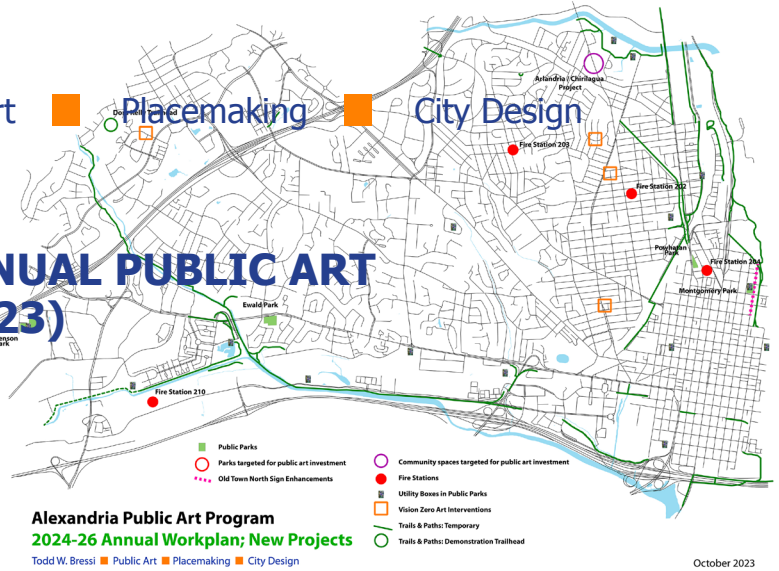 rt Placemaking City Design
Arlandria / Chirilagua
Project
Fire Station 203
Fire Station 202
Powhatan
Park
Fire Station 204
Montgomery Park
NUAL PUBLIC ART
23)
Ewald Park
enson
ark
Fire Station 210
Public Parks
Parks targeted for public art investment
Old Town North Sign Enhancements
Community spaces targeted for public art investment
Fire Stations
Utility Boxes in Public Parks
Vision Zero Art Interventions
Trails & Paths: Temporary
Trails & Paths: Demonstration Trailhead
Alexandria Public Art Program
2024-26 Annual Workplan; New Projects
Todd W. Bressi Public Art Placemaking City Design
October 2023